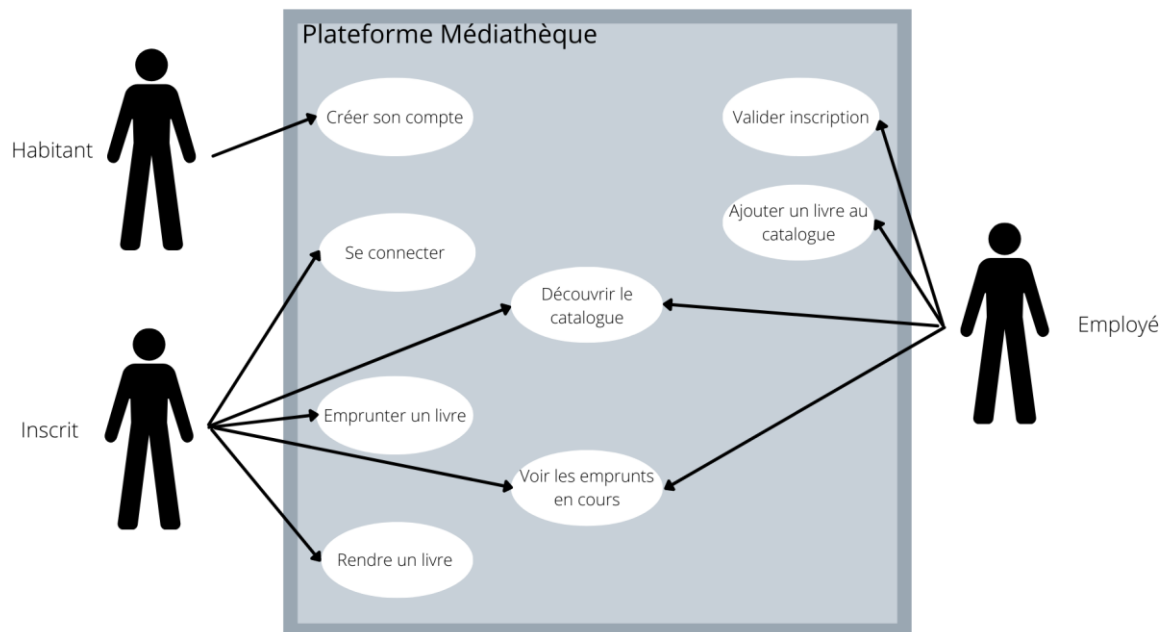 Plateforme Médiathèque
Créer son compte
Valider inscription
Habitant
Ajouter un livre au
catalogue
Se connecter
Découvrir le
catalogue
Employé
Emprunter un livre
Inscrit
Voir les emprunts
en cours
Rendre un livre